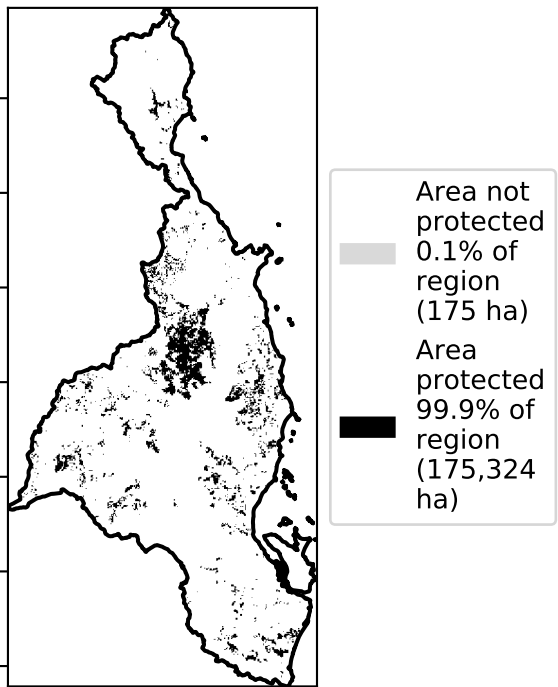 Area not
protected
0.1% of
region
(175 ha)
Area
protected
99.9% of
region
(175,324
ha)